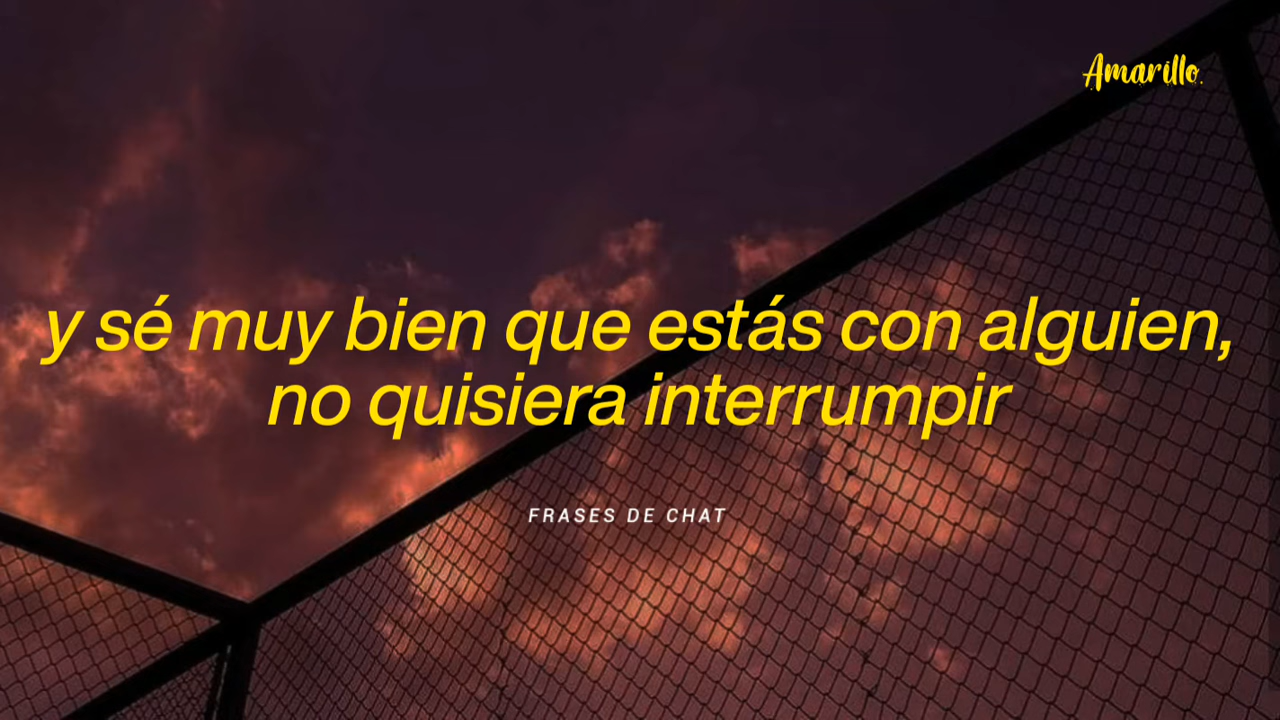 Amarillo.
y sé muy bien que estás con alguien,
no quisiera interrumpir
FRASES DE CHAT